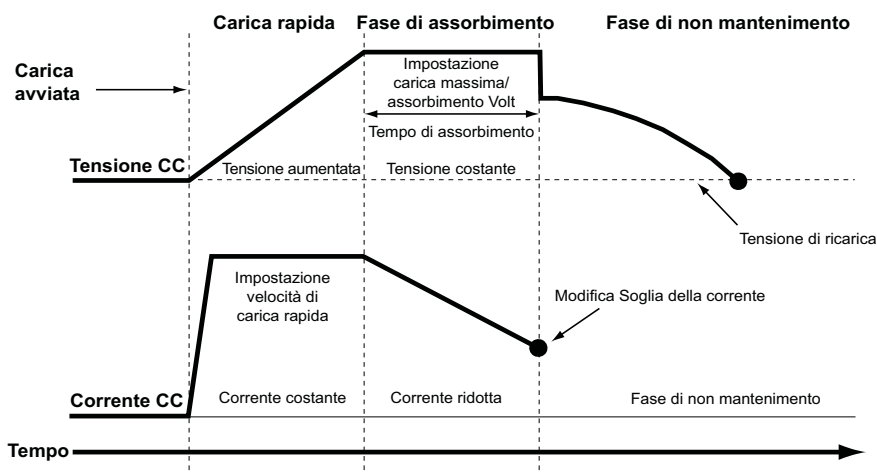 Carica rapida
Fase di assorbimento
Fase di non mantenimento
Carica
avviata
Impostazione
carica massima/
assorbimento Volt
Tempo di assorbimento
Tensione CC
Tensione aumentata
Tensione costante
Tensione di ricarica
Impostazione
velocità di
carica rapida
Modifica Soglia della corrente
Corrente CC
Corrente costante
Corrente ridotta
Fase di non mantenimento
Tempo